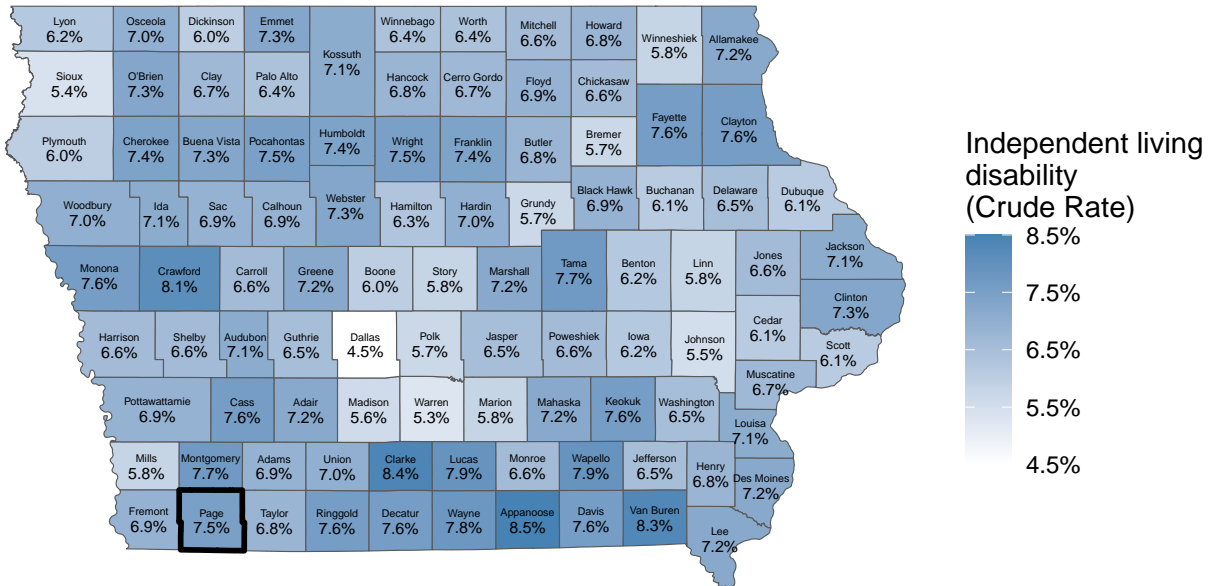 Lyon
6.2%
Osceola
7.0%
Dickinson
6.0%
Emmet
7.3%
Kossuth
7.1%
Winnebago
6.4%
Worth
6.4%
Mitchell
6.6%
Howard
6.8%
Winneshiek
5.8%
Allamakee
7.2%
Sioux
5.4%
O'Brien
7.3%
Clay
6.7%
Palo Alto
6.4%
Hancock
6.8%
Cerro Gordo
6.7%
Floyd
6.9%
Chickasaw
6.6%
Fayette
7.6%
Clayton
7.6%
Plymouth
6.0%
Cherokee
7.4%
Buena Vista
7.3%
Pocahontas
7.5%
Humboldt
7.4%
Wright
7.5%
Franklin
7.4%
Butler
6.8%
Bremer
5.7%
Woodbury
7.0%
Ida
7.1%
Sac
6.9%
Calhoun
6.9%
Webster
7.3%
Hamilton
6.3%
Hardin
7.0%
Grundy
5.7%
Black Hawk
6.9%
Buchanan
6.1%
Delaware
6.5%
Dubuque
6.1%
Monona
7.6%
Crawford
8.1%
Carroll
6.6%
Greene
7.2%
Boone
6.0%
Story
5.8%
Marshall
7.2%
Tama
7.7%
Benton
6.2%
Linn
5.8%
Jones
6.6%
Jackson
7.1%
Clinton
7.3%
Harrison
6.6%
Shelby
6.6%
Audubon
7.1%
Guthrie
6.5%
Dallas
4.5%
Polk
5.7%
Jasper
6.5%
Poweshiek
6.6%
Iowa
6.2%
Johnson
5.5%
Cedar
6.1%
Scott
6.1%
Muscatine
6.7%
Pottawattamie
6.9%
Cass
7.6%
Adair
7.2%
Madison
5.6%
Warren
5.3%
Marion
5.8%
Mahaska
7.2%
Keokuk
7.6%
Washington
6.5%
Louisa
7.1%
Mills
5.8%
Montgomery
7.7%
Adams
6.9%
Union
7.0%
Clarke
8.4%
Lucas
7.9%
Monroe
6.6%
Wapello
7.9%
Jefferson
6.5%
Henry
6.8%
Des Moines
7.2%
Fremont
6.9%
Page
7.5%
Taylor
6.8%
Ringgold
7.6%
Decatur
7.6%
Wayne
7.8%
Appanoose
8.5%
Davis
7.6%
Van Buren
8.3%
Lee
7.2%
Independent living
disability
(Crude Rate)
8.5%
7.5%
6.5%
5.5%
4.5%